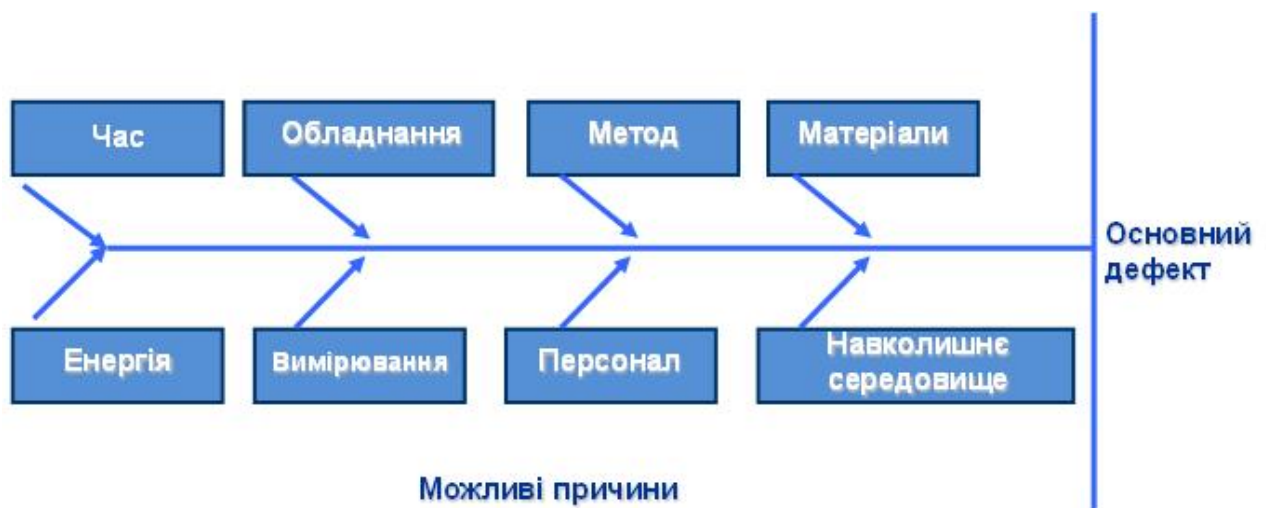 Час
Обладнання
Метод
Матеріали
Основний
дефект
Енергія
Вимірювання
Персонал
Навколишнє
середовище
Можливі причини